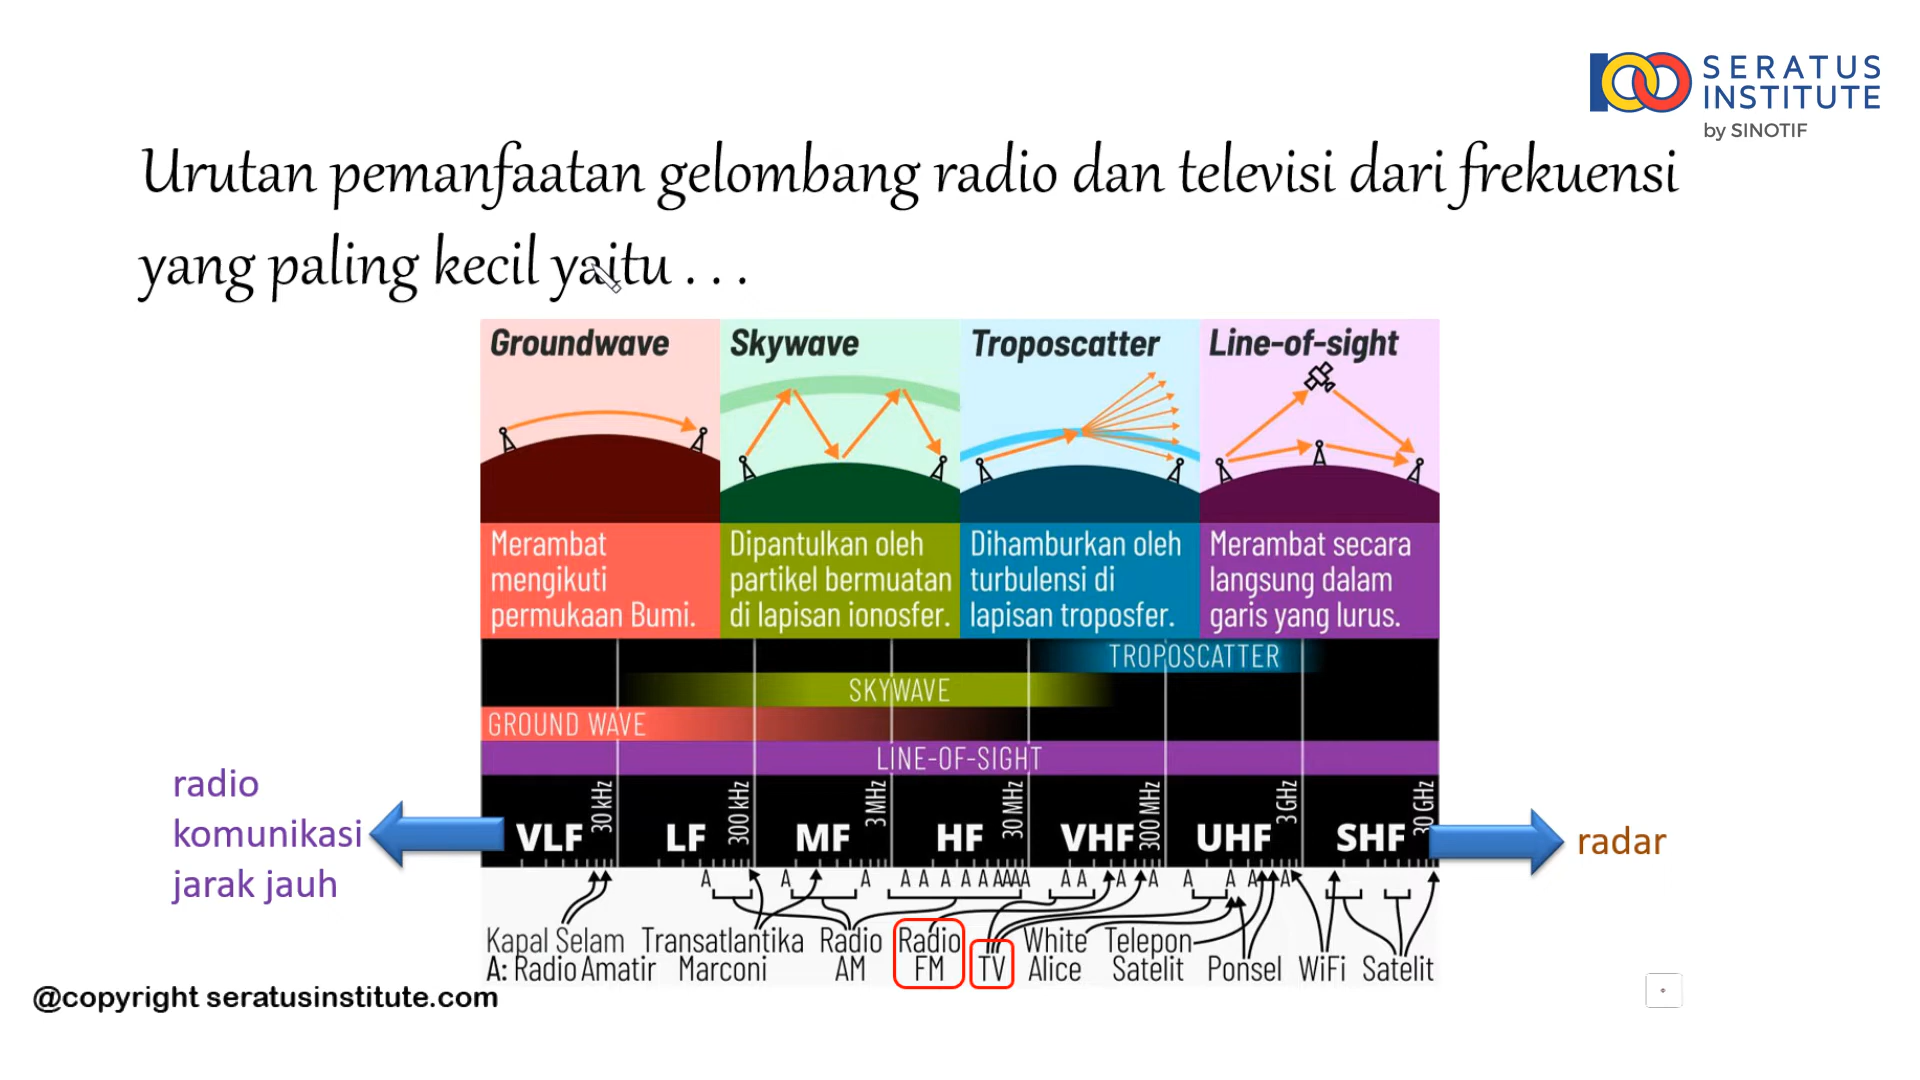 SERATUS
INSTITUTE
by SINOTIF
Urutan pemanfaatan gelombang radio dan televisi dari frekuensi
yang paling kecil yaitu . . .
Groundwave
Skywave
Troposcatter
Line-of-sight
Merambat
mengikuti
permukaan Bumi.
Dipantulkan oleh
partikel bermuatan
di lapisan ionosfer.
Dihamburkan oleh
turbulensi di
lapisan troposfer.
Merambat secara
langsung dalam
garis yang lurus.
TROPOSCATTER
SKYWAVE
GROUND WAVE
LINE-OF-SIGHT
radio
komunikasi
jarak jauh
VLF 30 kHz LF 300 kHz MF 3 MHz HF 30 MHz VHF 300 MHz UHF 3 GHz SHF 30 GHz
radar
A A A A A A A A A A A A A A A A A A A A
Kapal Selam
A: Radio Amatir
Transatlantika
Marconi
Radio
AM
Radio
FM
TV
White
Alice
Telepon
Satelit
Ponsel
WiFi
Satelit
@copyright seratusinstitute.com